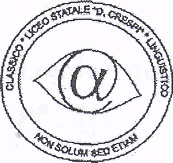 CLASSICO * LICEO STATALE "D. CRESPI" * LINGUISTICO
α
NON SOLUM SED ETIAM